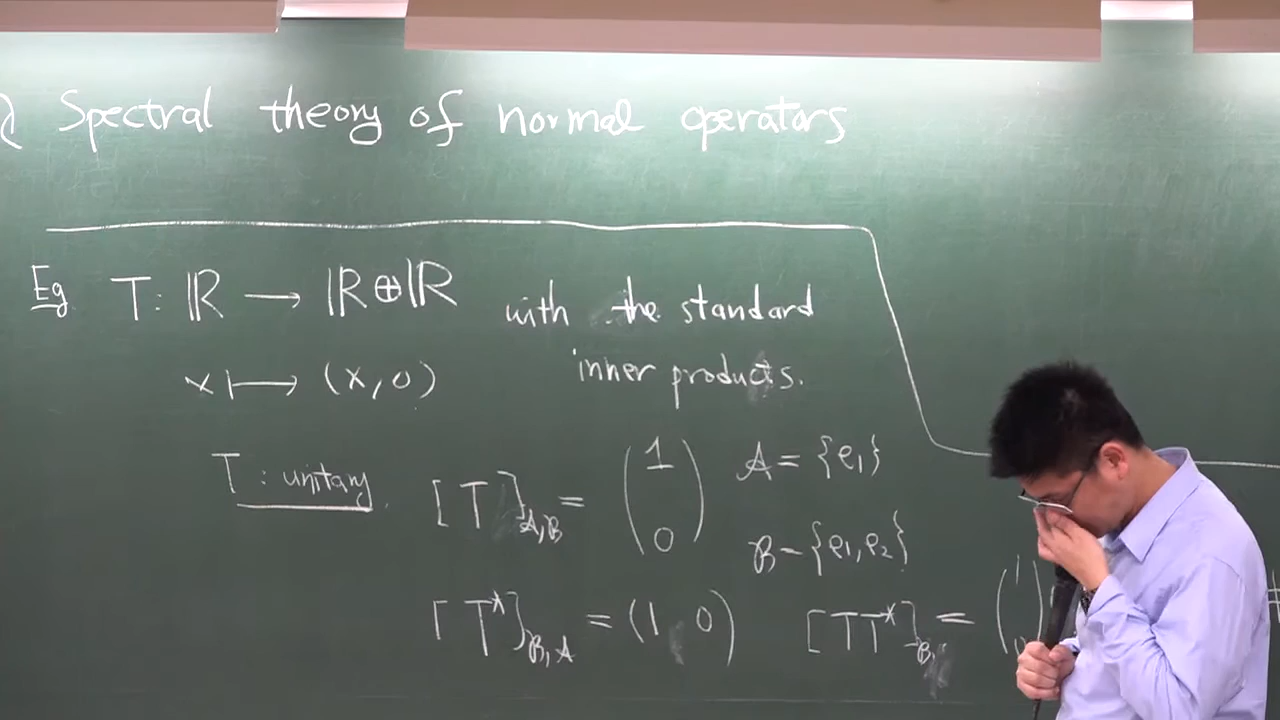 Spectral theory of normal operators
Eg T: ℝ → ℝ⊕ℝ with the standard
x ↦ (x, 0) inner products.
T: unitary
[T]_{A,B} = (1 0) A = {e₁}
B = {e₁, e₂}
[T*]_{B,A} = (1 0) [TT*]_{B, = (1